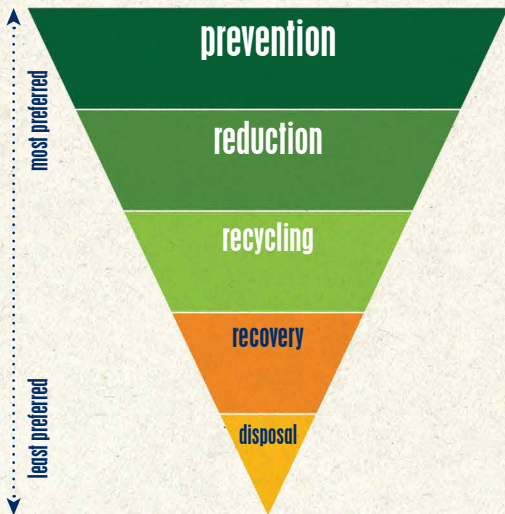 prevention
reduction
recycling
recovery
disposal
most preferred
least preferred